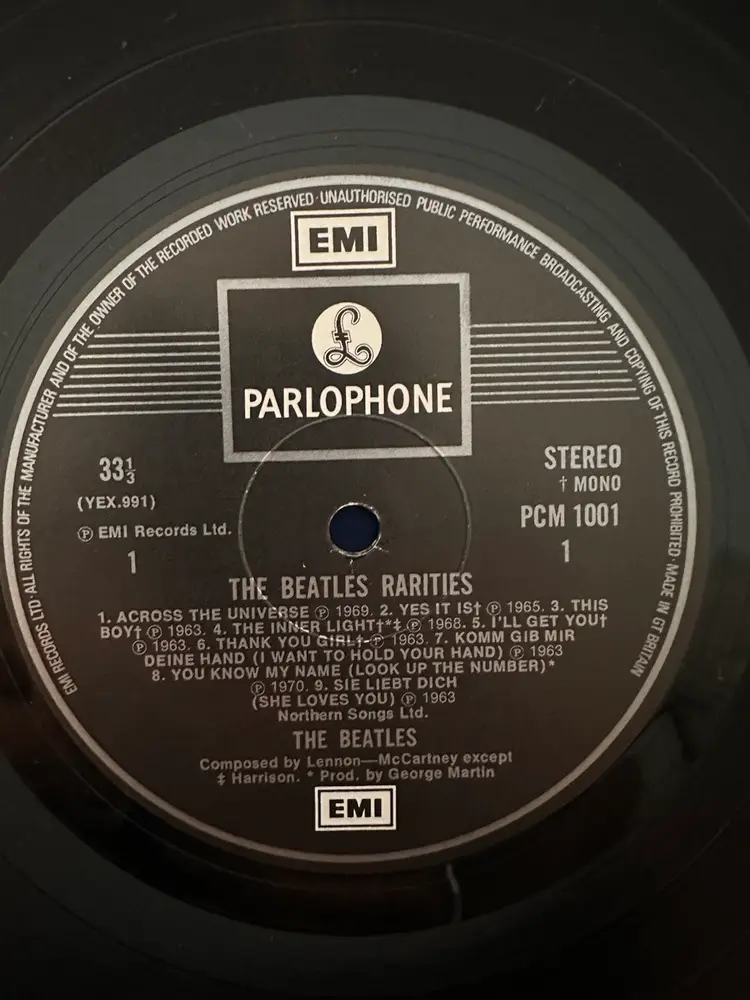 EMI RECORDS LTD·ALL RIGHTS OF THE MANUFACTURER AND OF THE OWNER OF THE RECORDED WORK RESERVED·UNAUTHORISED PUBLIC PERFORMANCE BROADCASTING AND COPYING OF THIS RECORD PROHIBITED·MADE IN GT BRITAIN
EMI
£
PARLOPHONE
33⅓
(YEX.991)
℗ EMI Records Ltd.
1
STEREO
† MONO
PCM 1001
1
THE BEATLES RARITIES
1. ACROSS THE UNIVERSE ℗ 1969. 2. YES IT IS† ℗ 1965. 3. THIS
BOY† ℗ 1963. 4. THE INNER LIGHT†*‡ ℗ 1968. 5. I'LL GET YOU†
℗ 1963. 6. THANK YOU GIRL† ℗ 1963. 7. KOMM GIB MIR
DEINE HAND (I WANT TO HOLD YOUR HAND) ℗ 1963
8. YOU KNOW MY NAME (LOOK UP THE NUMBER)*
℗ 1970. 9. SIE LIEBT DICH
(SHE LOVES YOU) ℗ 1963
Northern Songs Ltd.
THE BEATLES
Composed by Lennon—McCartney except
‡ Harrison. * Prod. by George Martin
EMI